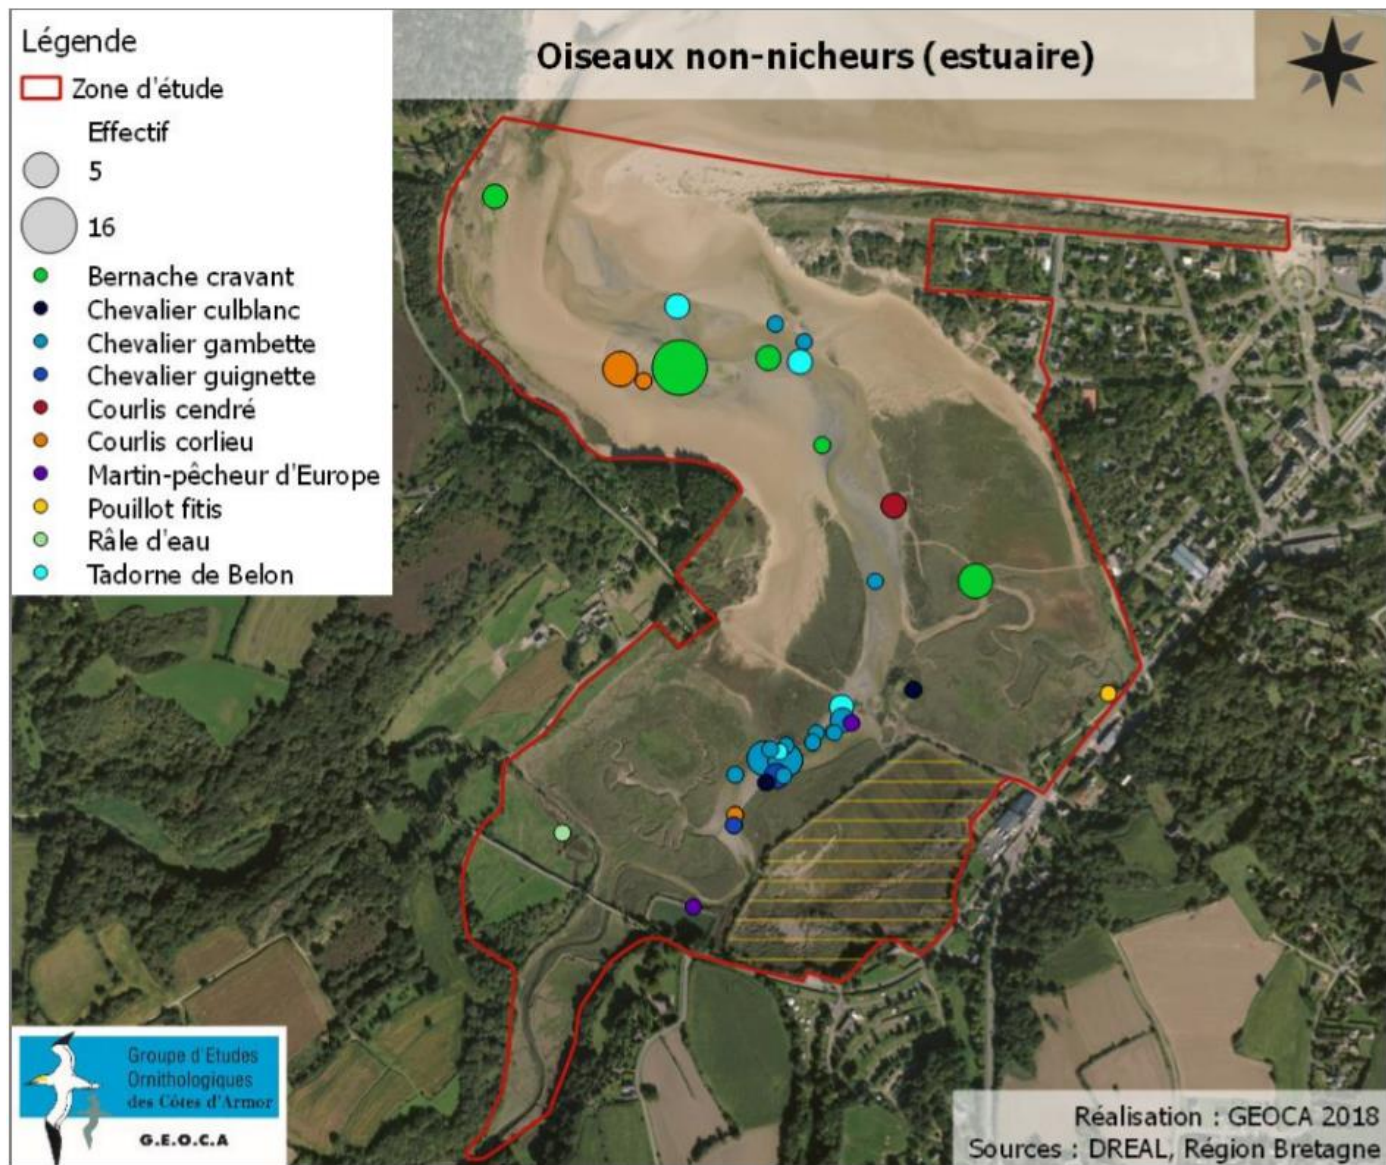 Légende
Zone d'étude
Effectif
5
16
Bernache cravant
Chevalier culblanc
Chevalier gambette
Chevalier guignette
Courlis cendré
Courlis corlieu
Martin-pêcheur d'Europe
Pouillot fitis
Râle d'eau
Tadorne de Belon
Oiseaux non-nicheurs (estuaire)
Groupe d'Etudes
Ornithologiques
des Côtes d'Armor
G.E.O.C.A
Réalisation : GEOCA 2018
Sources : DREAL, Région Bretagne